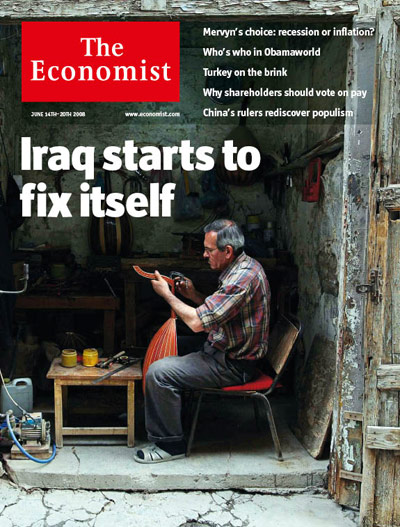 The
Economist
JUNE 14TH-20TH 2008
www.economist.com
Mervyn's choice: recession or inflation?
Who's who in Obamaworld
Turkey on the brink
Why shareholders should vote on pay
China's rulers rediscover populism
Iraq starts to
fix itself